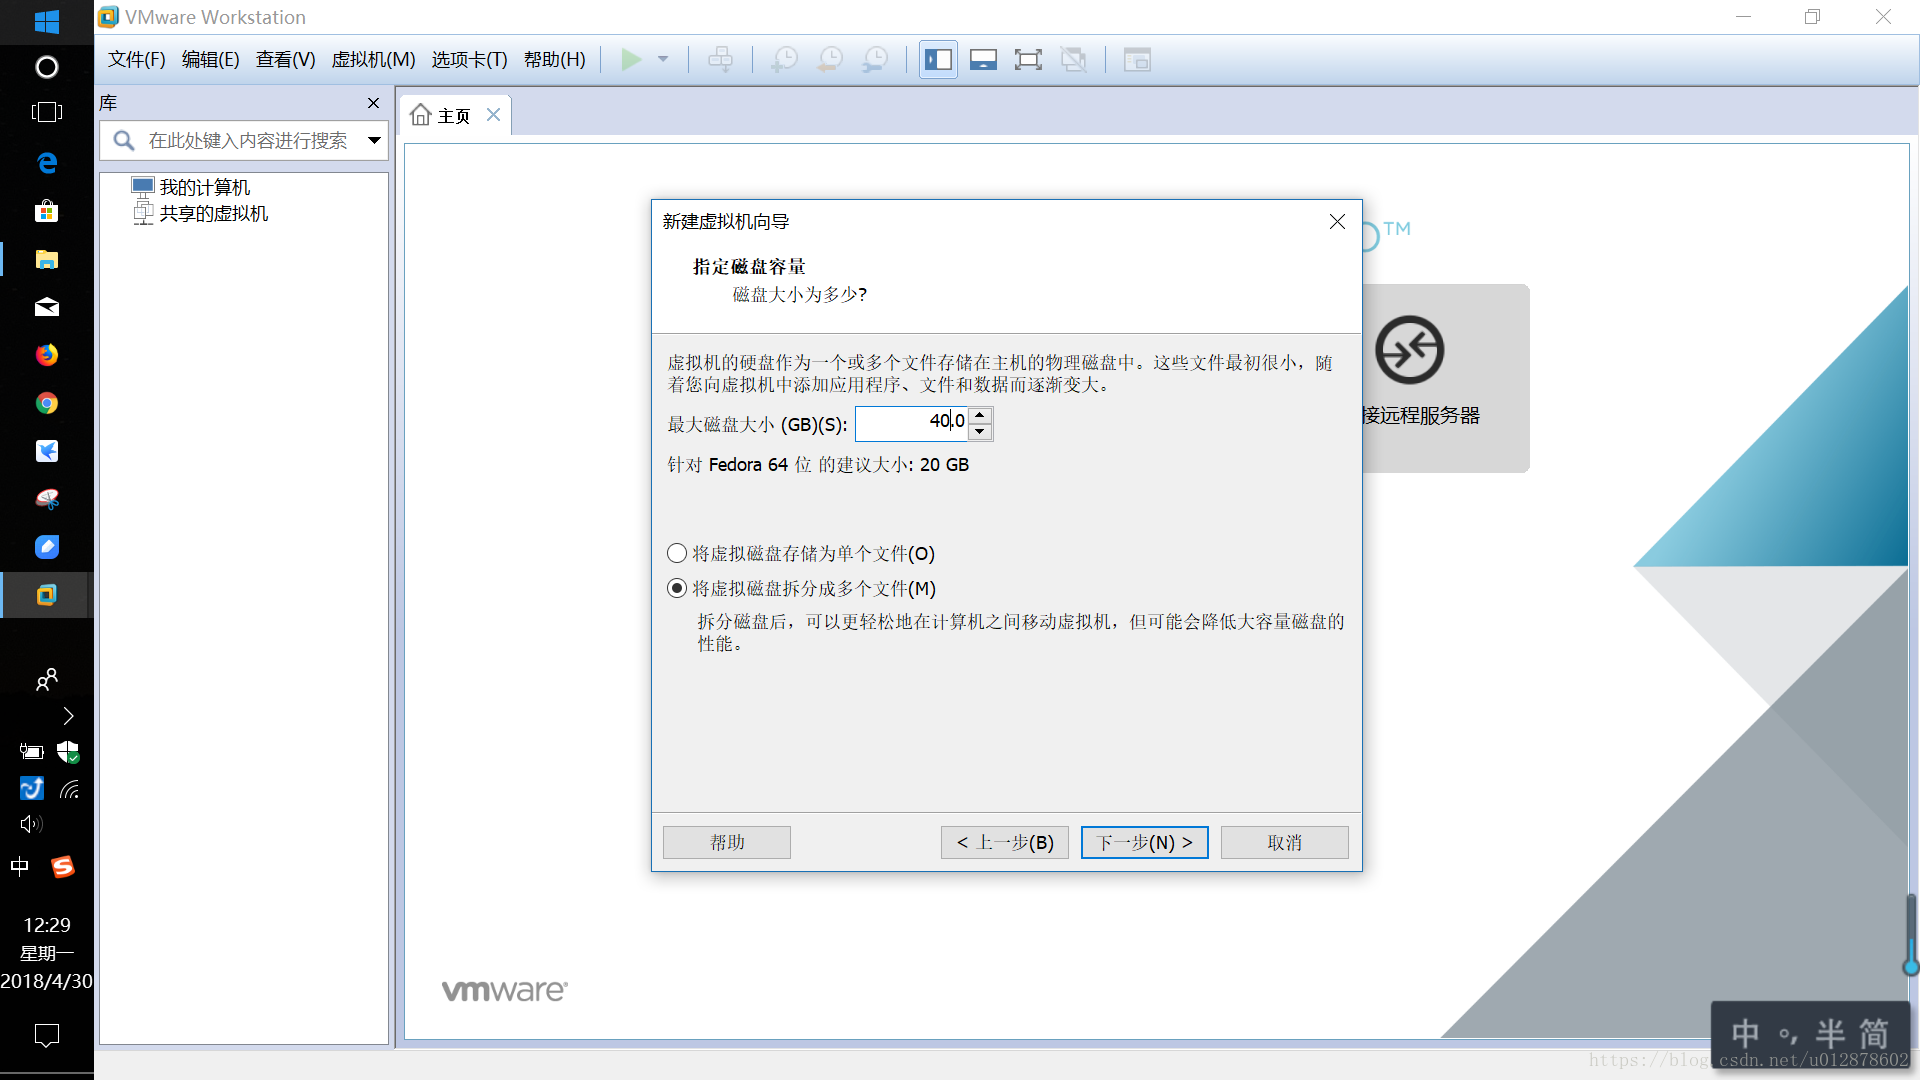 VMware Workstation
文件(F) 编辑(E) 查看(V) 虚拟机(M) 选项卡(T) 帮助(H)
库
在此处键入内容进行搜索
我的计算机
共享的虚拟机
主页
TM
接远程服务器
新建虚拟机向导
指定磁盘容量
磁盘大小为多少?
虚拟机的硬盘作为一个或多个文件存储在主机的物理磁盘中。这些文件最初很小，随
着您向虚拟机中添加应用程序、文件和数据而逐渐变大。
最大磁盘大小 (GB)(S): 40.0
针对 Fedora 64 位 的建议大小: 20 GB
将虚拟磁盘存储为单个文件(O)
将虚拟磁盘拆分成多个文件(M)
拆分磁盘后，可以更轻松地在计算机之间移动虚拟机，但可能会降低大容量磁盘的
性能。
帮助 < 上一步(B) 下一步(N) > 取消
中
12:29
星期一
2018/4/30
vmware
中 °, 半 简
https://blog.csdn.net/u012878602